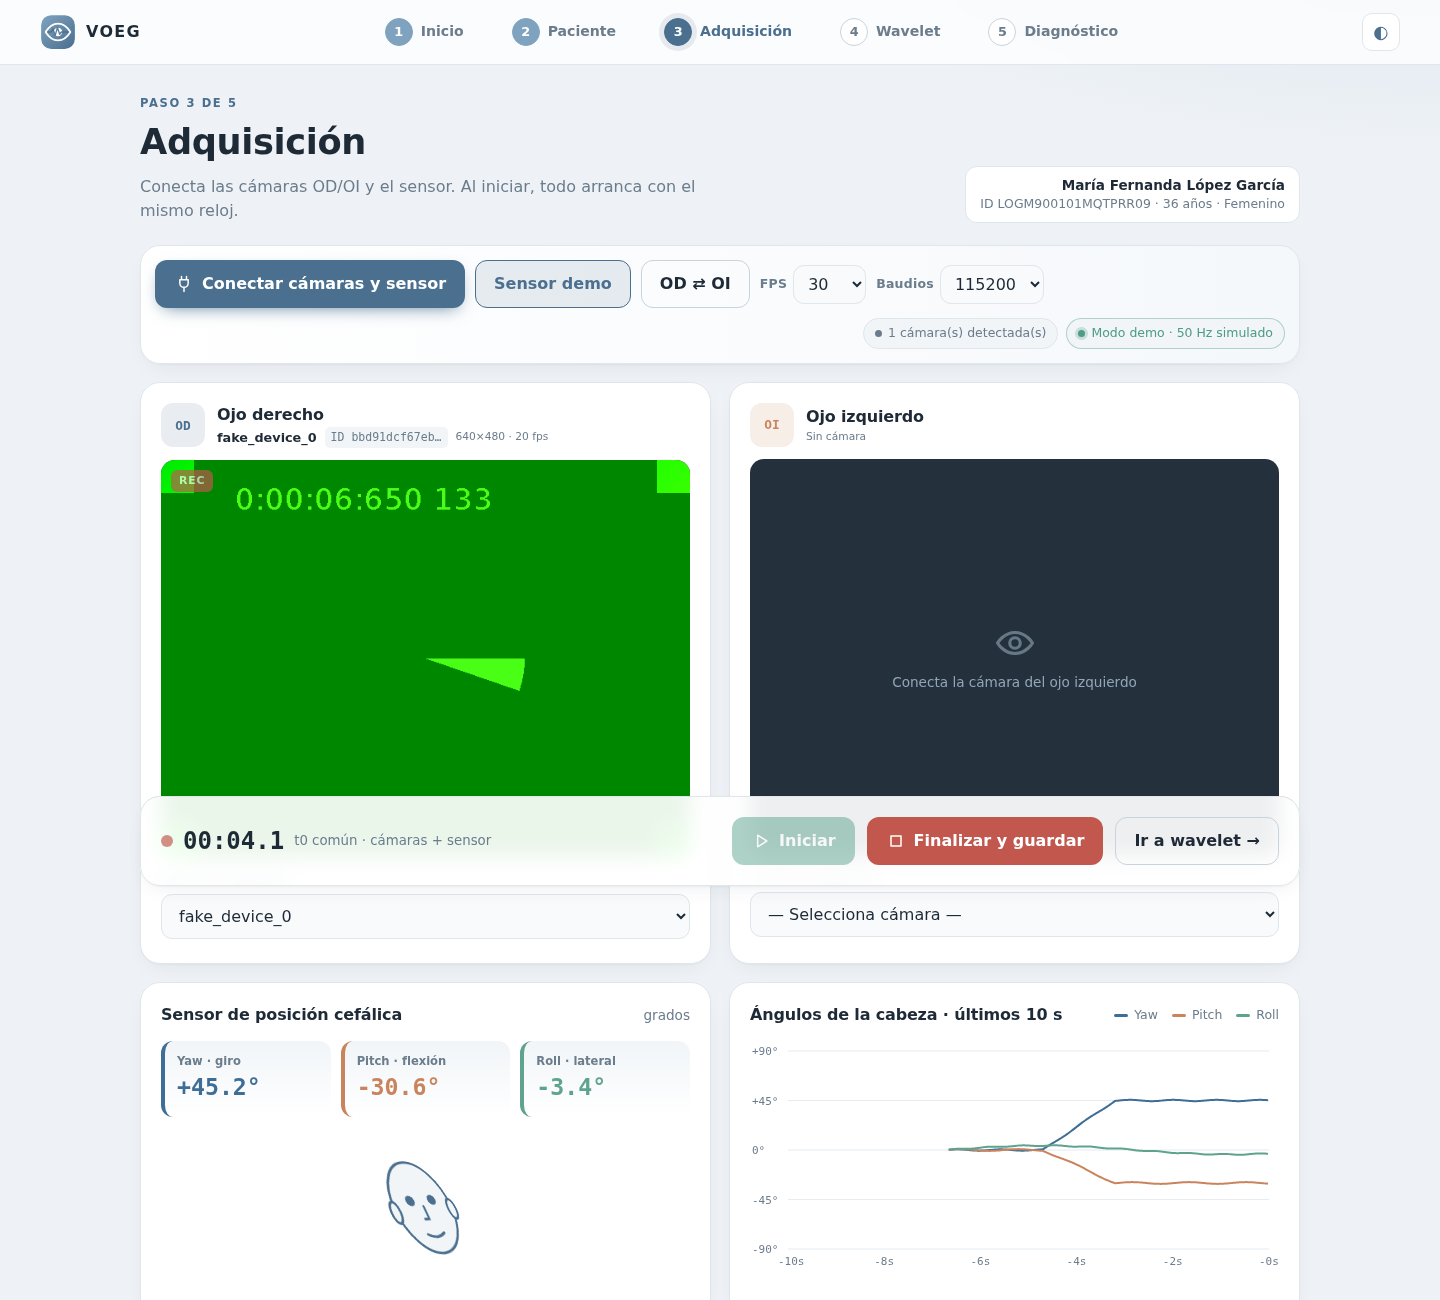 VOEG
1 Inicio
2 Paciente
3 Adquisición
4 Wavelet
5 Diagnóstico
PASO 3 DE 5
Adquisición
Conecta las cámaras OD/OI y el sensor. Al iniciar, todo arranca con el
mismo reloj.
María Fernanda López García
ID LOGM900101MQTPRR09 · 36 años · Femenino
Conectar cámaras y sensor
Sensor demo
OD ⇄ OI
FPS 30
Baudios 115200
1 cámara(s) detectada(s)
Modo demo · 50 Hz simulado
OD
Ojo derecho
fake_device_0 ID bbd91dcf67eb… 640×480 · 20 fps
REC
0:00:06:650 133
OI
Ojo izquierdo
Sin cámara
Conecta la cámara del ojo izquierdo
00:04.1 t0 común · cámaras + sensor
Iniciar
Finalizar y guardar
Ir a wavelet →
fake_device_0
— Selecciona cámara —
Sensor de posición cefálica
grados
Yaw · giro
+45.2°
Pitch · flexión
-30.6°
Roll · lateral
-3.4°
Ángulos de la cabeza · últimos 10 s
Yaw Pitch Roll
+90°
+45°
0°
-45°
-90°
-10s -8s -6s -4s -2s -0s